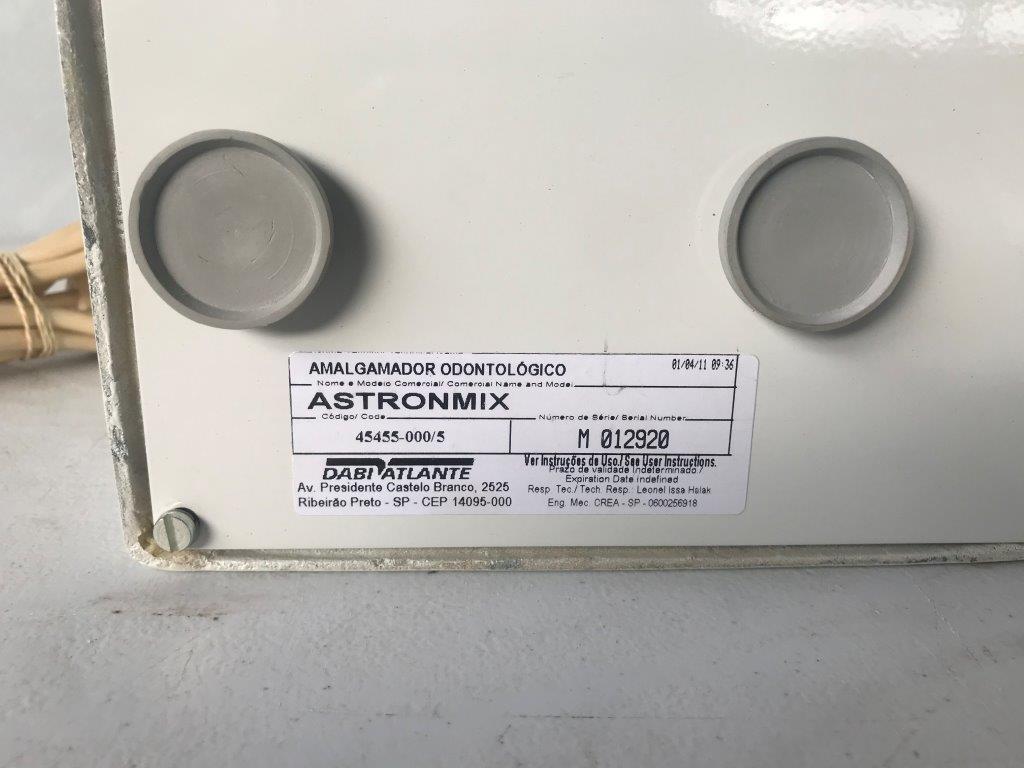 AMALGAMADOR ODONTOLÓGICO 01/04/11 09:36
Nome e Modelo Comercial/ Comercial Name and Model
ASTRONMIX
Código/ Code Número de Série/ Serial Number
45455-000/5 M 012920
DABI ATLANTE
Av. Presidente Castelo Branco, 2525
Ribeirão Preto - SP - CEP 14095-000
Ver Instruções de Uso./ See User Instructions.
Prazo de validade Indeterminado /
Expiration Date indefined
Resp. Tec./ Tech. Resp.: Leonel Issa Halak
Eng. Mec. CREA - SP - 0600256918